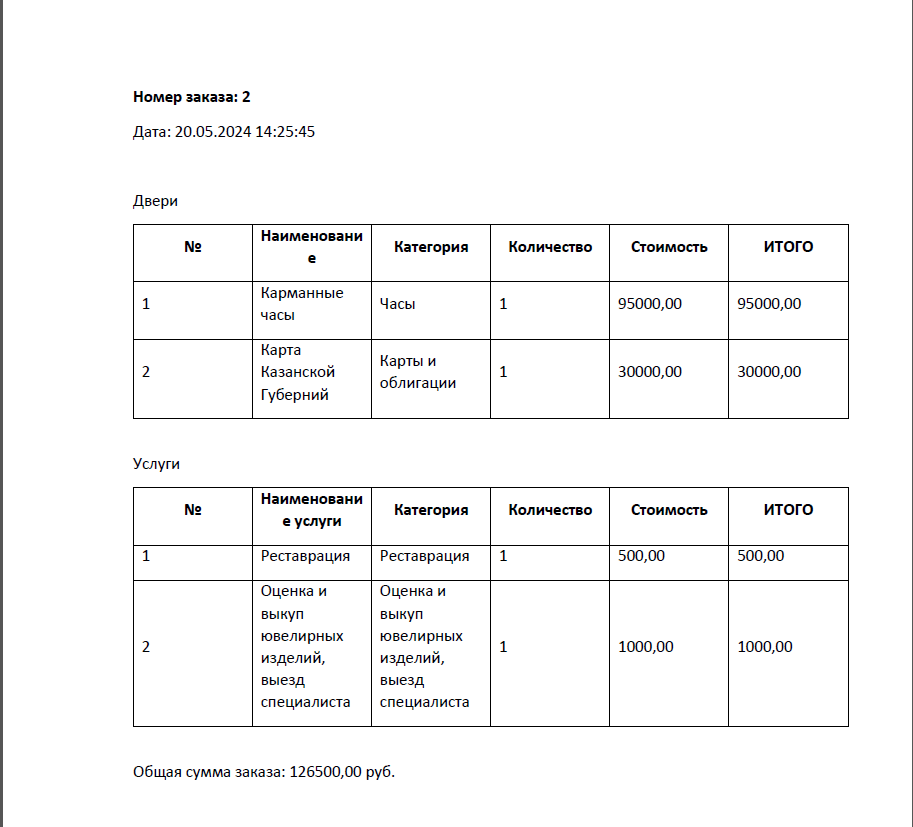 Номер заказа: 2
Дата: 20.05.2024 14:25:45
Двери
№ Наименовани
е Категория Количество Стоимость ИТОГО
1 Карманные
часы Часы 1 95000,00 95000,00
2 Карта
Казанской
Губерний Карты и
облигации 1 30000,00 30000,00
Услуги
№ Наименовани
е услуги Категория Количество Стоимость ИТОГО
1 Реставрация Реставрация 1 500,00 500,00
2 Оценка и
выкуп
ювелирных
изделий,
выезд
специалиста Оценка и
выкуп
ювелирных
изделий,
выезд
специалиста 1 1000,00 1000,00
Общая сумма заказа: 126500,00 руб.